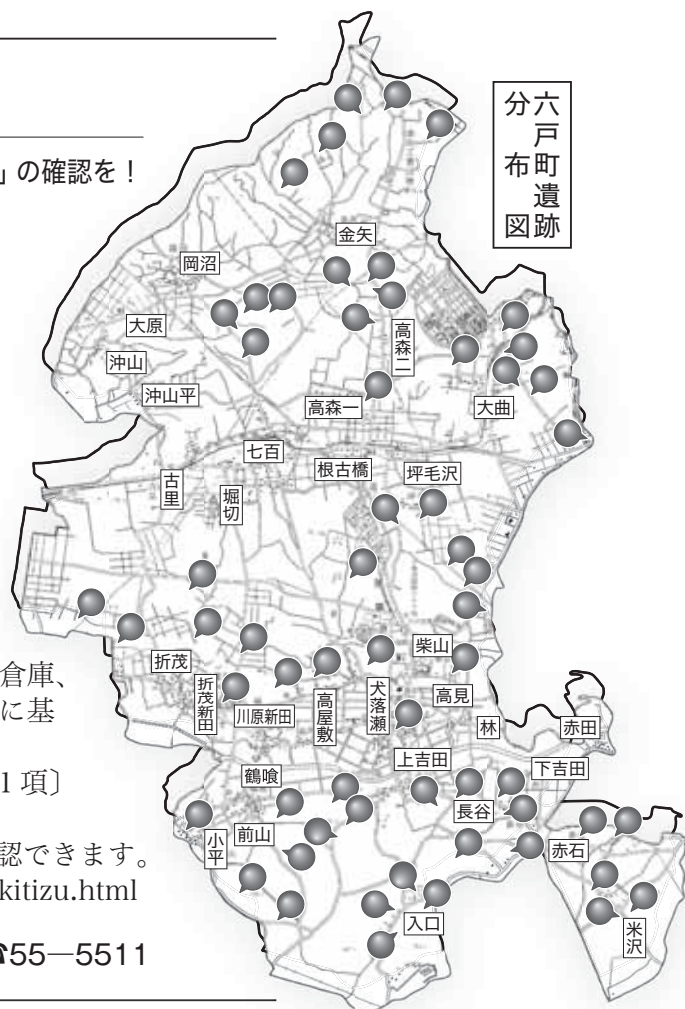 六戸町遺跡
分布図
」の確認を!
金矢
岡沼
大原
高森二
沖山
沖山平
高森一
大曲
七百
根古橋
坪毛沢
古里
堀切
倉庫、
に基
1項〕
認できます。
kitizu.html
☎55―5511
柴山
折茂
折茂新田
高見
犬落瀬
川原新田
高屋敷
林
赤田
上吉田
下吉田
鶴喰
長谷
前山
小平
赤石
入口
米沢